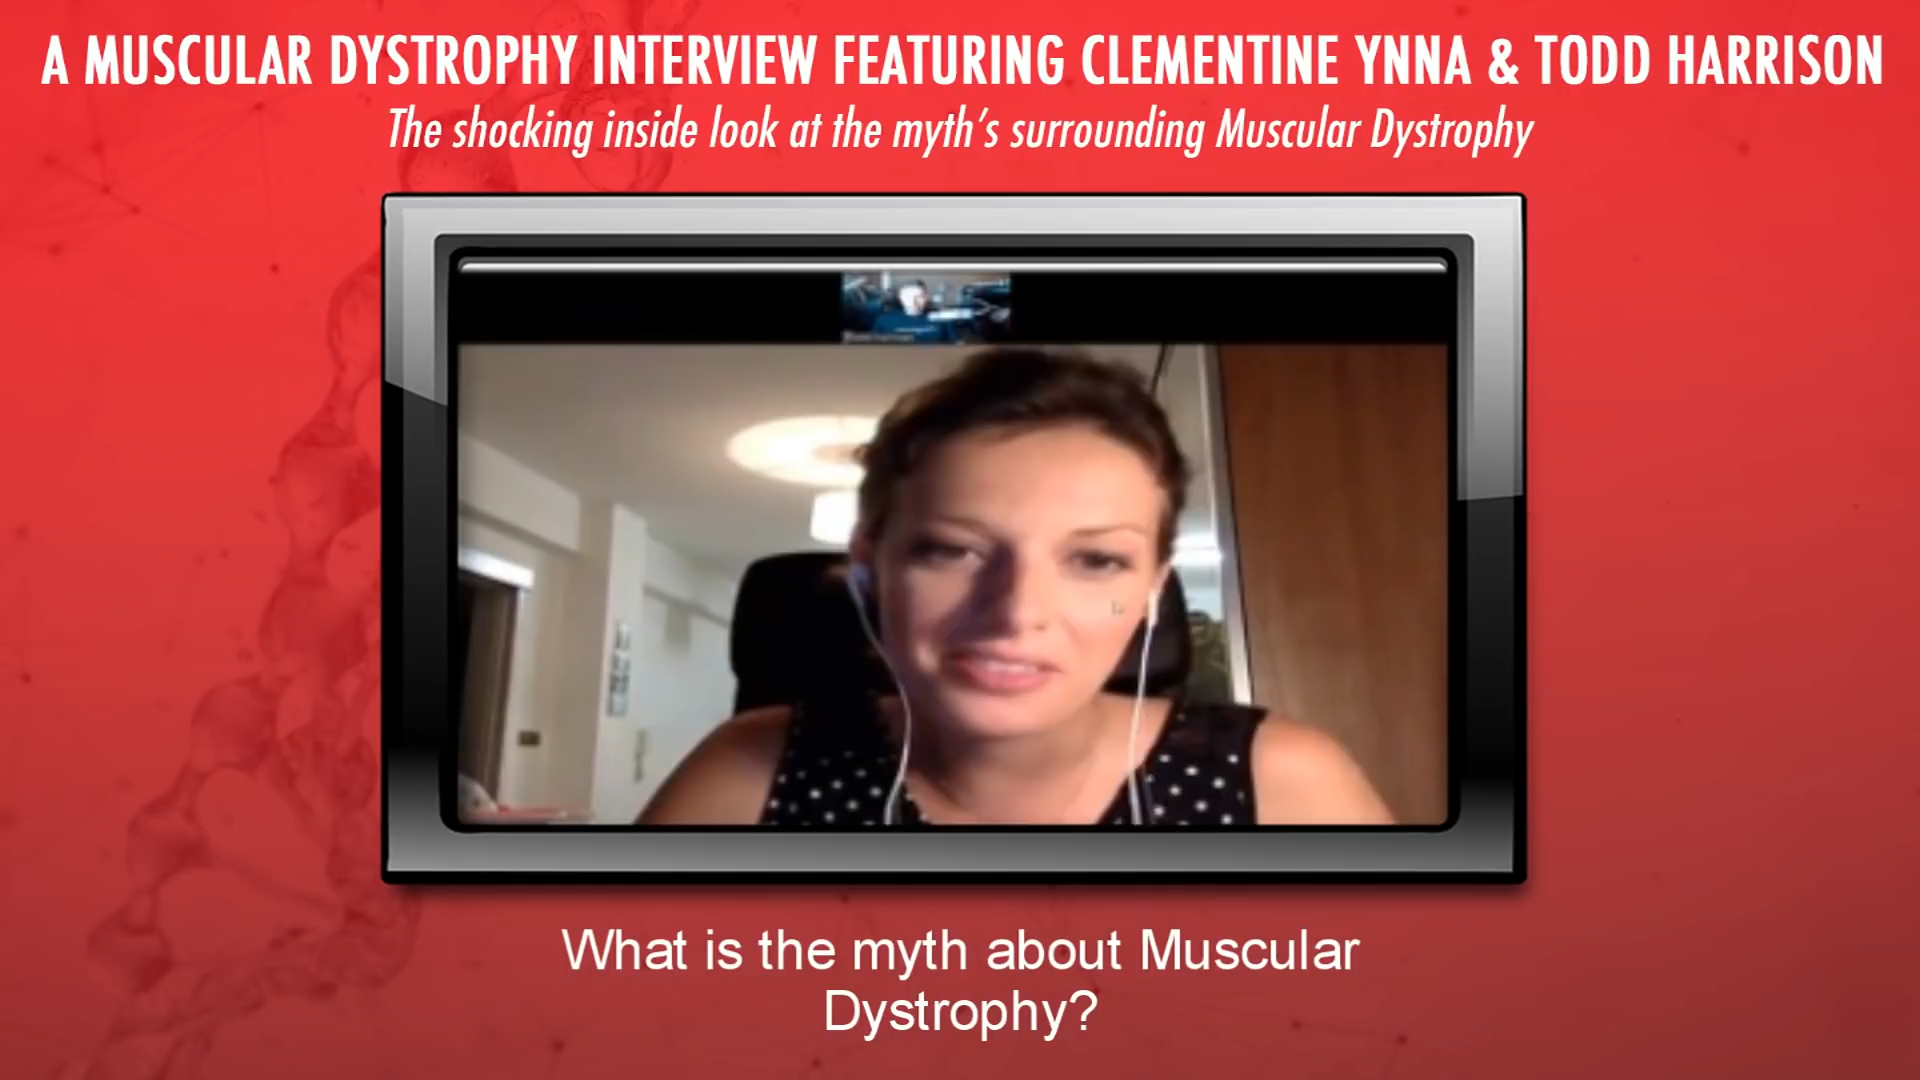 A MUSCULAR DYSTROPHY INTERVIEW FEATURING CLEMENTINE YNNA & TODD HARRISON
The shocking inside look at the myth's surrounding Muscular Dystrophy
What is the myth about Muscular
Dystrophy?